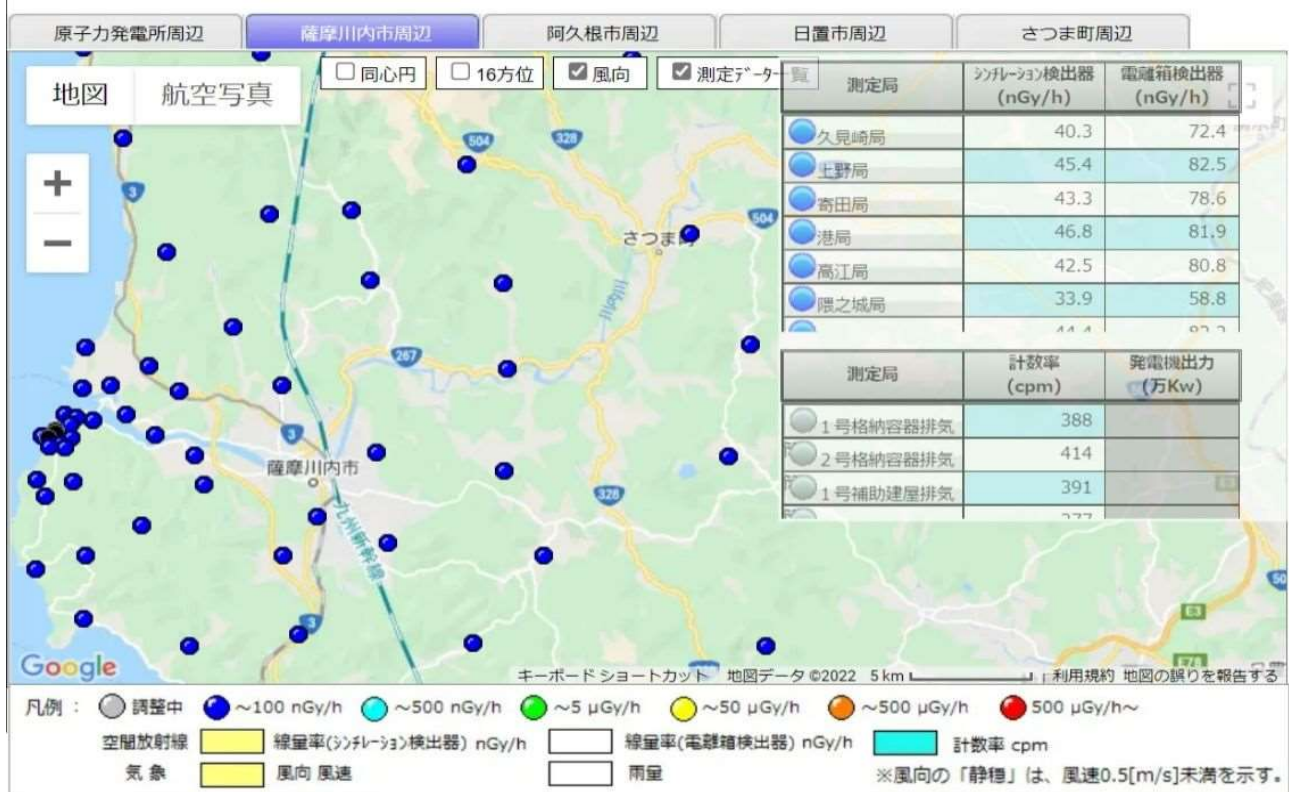 原子力発電所周辺 薩摩川内市周辺 阿久根市周辺 日置市周辺 さつま町周辺
地図 航空写真
同心円 16方位 風向 測定ﾃﾞｰﾀｰ一覧
測定局 ｼﾝﾁﾚｰｼｮﾝ検出器 (nGy/h) 電離箱検出器 (nGy/h)
久見崎局 40.3 72.4
上野局 45.4 82.5
寄田局 43.3 78.6
港局 46.8 81.9
高江局 42.5 80.8
隈之城局 33.9 58.8
測定局 計数率 (cpm) 発電機出力 (万Kw)
1号格納容器排気 388
2号格納容器排気 414
1号補助建屋排気 391
+
−
504
328
3
504
さつま町
川内川
267
3
薩摩川内市
328
九州新幹線
3
50
E3
E78
Google
キーボード ショートカット 地図データ ©2022 5 km 利用規約 地図の誤りを報告する
凡例 : 調整中 ～100 nGy/h ～500 nGy/h ～5 μGy/h ～50 μGy/h ～500 μGy/h 500 μGy/h～
空間放射線 線量率(ｼﾝﾁﾚｰｼｮﾝ検出器) nGy/h 線量率(電離箱検出器) nGy/h 計数率 cpm
気 象 風向 風速 雨量 ※風向の「静穏」は、風速0.5[m/s]未満を示す。